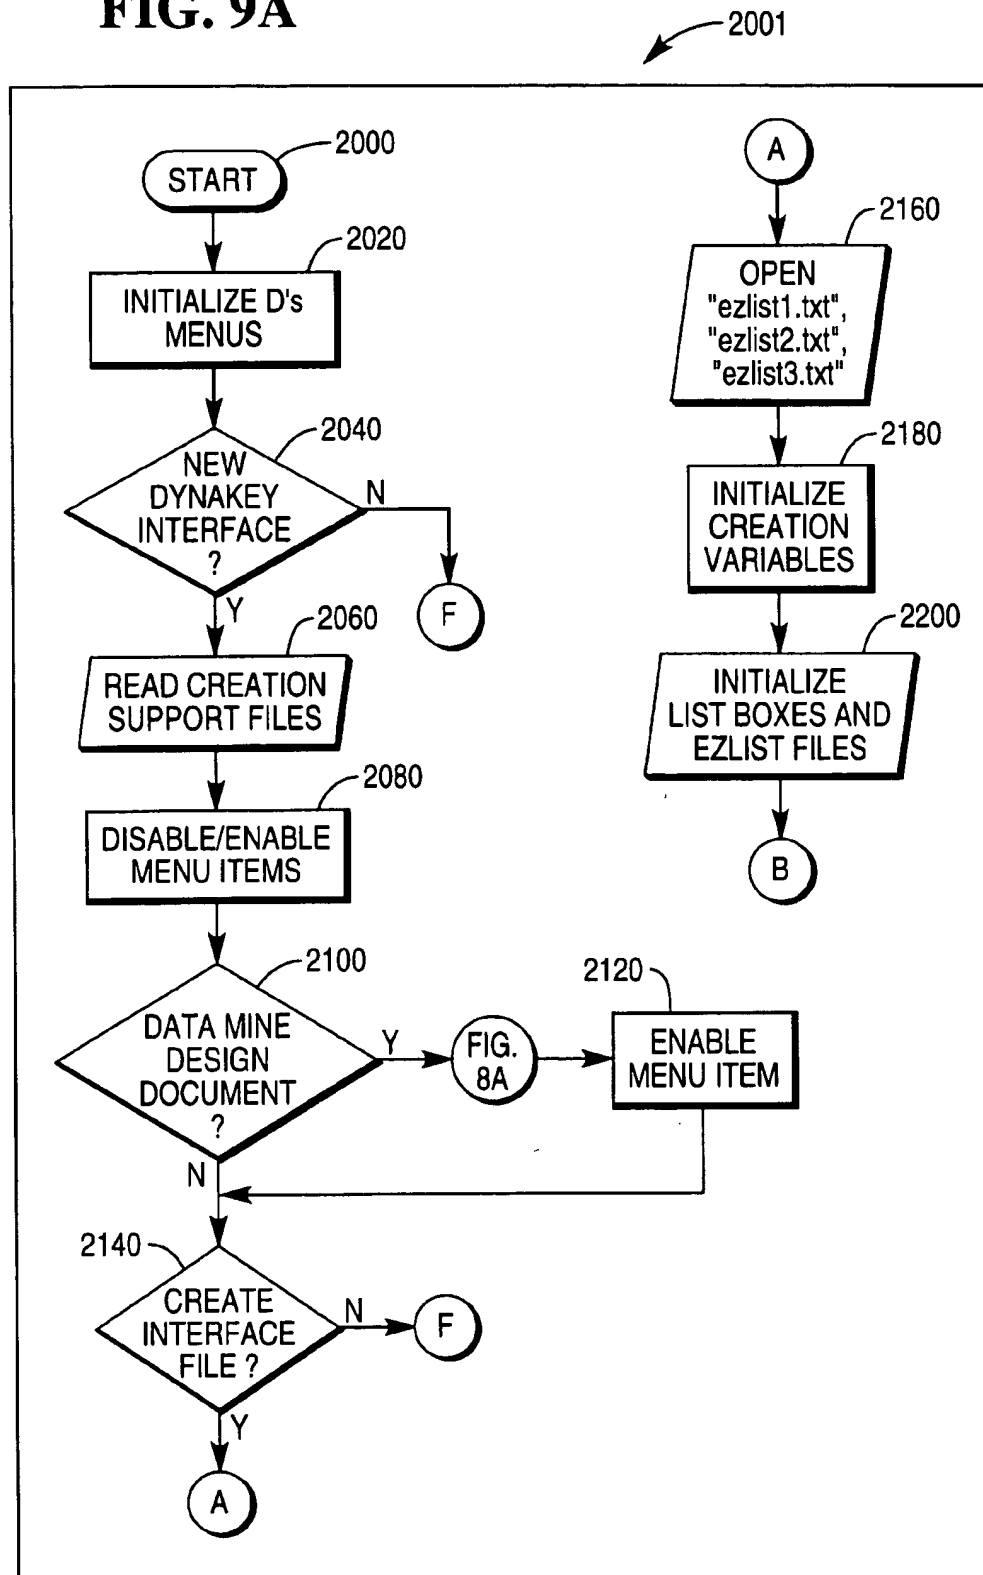 FIG. 9A
2001
2000
START
2020
INITIALIZE D's
MENUS
2040
NEW
DYNAKEY
INTERFACE
?
N
F
Y
2060
READ CREATION
SUPPORT FILES
2080
DISABLE/ENABLE
MENU ITEMS
2100
DATA MINE
DESIGN
DOCUMENT
?
Y
FIG.
8A
2120
ENABLE
MENU ITEM
N
2140
CREATE
INTERFACE
FILE ?
N
F
Y
A
A
2160
OPEN
"ezlist1.txt",
"ezlist2.txt",
"ezlist3.txt"
2180
INITIALIZE
CREATION
VARIABLES
2200
INITIALIZE
LIST BOXES AND
EZLIST FILES
B